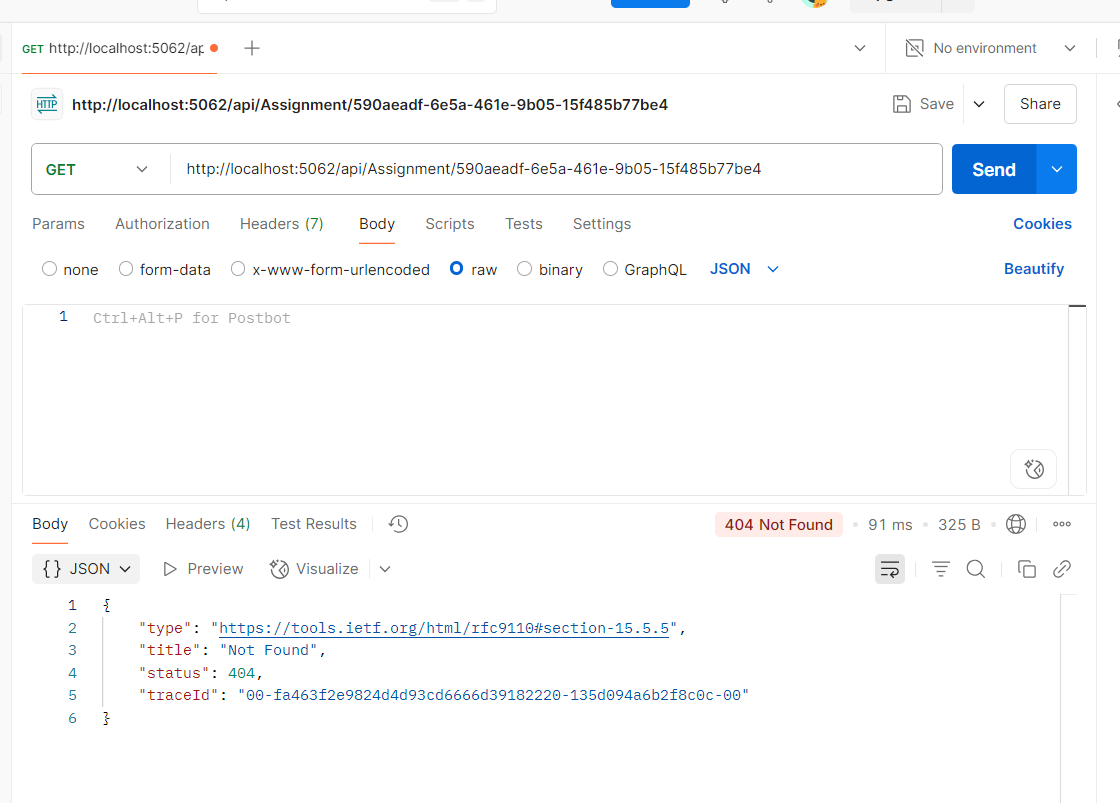 GET http://localhost:5062/ap
No environment
HTTP http://localhost:5062/api/Assignment/590aeadf-6e5a-461e-9b05-15f485b77be4
Save
Share
GET http://localhost:5062/api/Assignment/590aeadf-6e5a-461e-9b05-15f485b77be4
Send
Params Authorization Headers (7) Body Scripts Tests Settings Cookies
none form-data x-www-form-urlencoded raw binary GraphQL JSON Beautify
1 Ctrl+Alt+P for Postbot
Body Cookies Headers (4) Test Results 404 Not Found 91 ms 325 B
{} JSON Preview Visualize
1 {
2 "type": "https://tools.ietf.org/html/rfc9110#section-15.5.5",
3 "title": "Not Found",
4 "status": 404,
5 "traceId": "00-fa463f2e9824d4d93cd6666d39182220-135d094a6b2f8c0c-00"
6 }